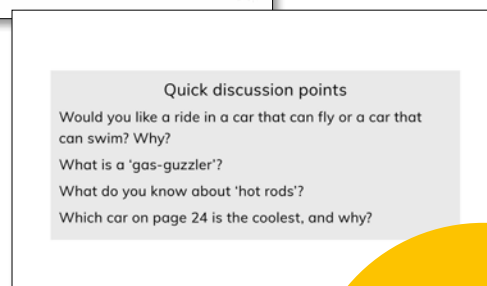 Quick discussion points
Would you like a ride in a car that can fly or a car that
can swim? Why?
What is a ‘gas-guzzler’?
What do you know about ‘hot rods’?
Which car on page 24 is the coolest, and why?